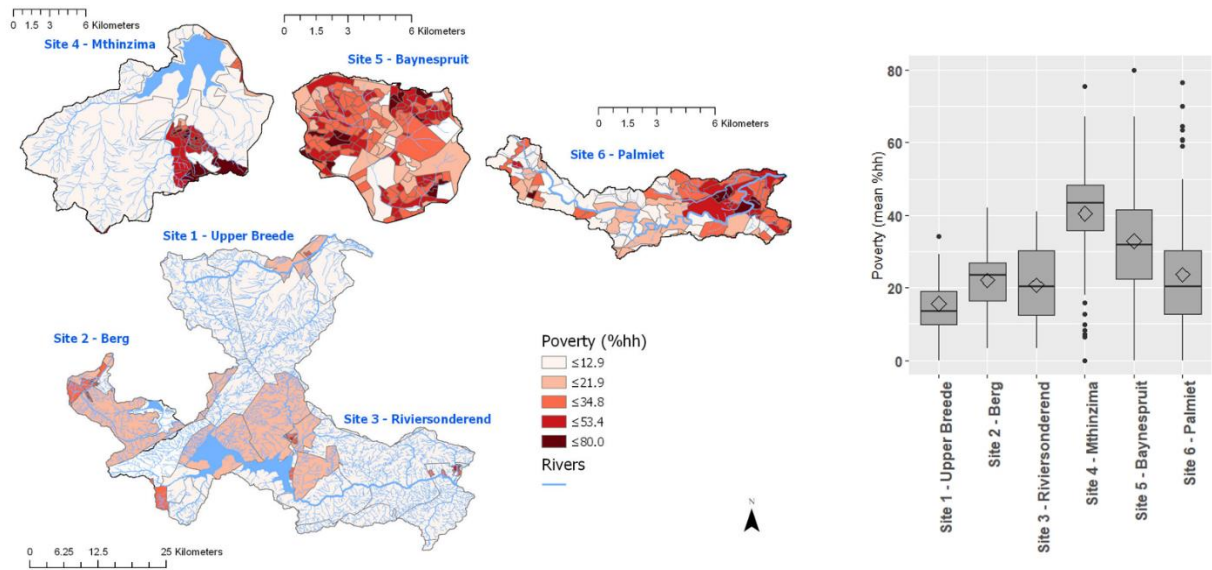 0 1.5 3 6 Kilometers
Site 4 - Mthinzima
0 1.5 3 6 Kilometers
Site 5 - Baynespruit
0 1.5 3 6 Kilometers
Site 6 - Palmiet
Site 1 - Upper Breede
Site 2 - Berg
Site 3 - Riviersonderend
Poverty (%hh)
≤12.9
≤21.9
≤34.8
≤53.4
≤80.0
Rivers
N
0 6.25 12.5 25 Kilometers
Poverty (mean %hh)
80
60
40
20
0
Site 1 - Upper Breede
Site 2 - Berg
Site 3 - Riviersonderend
Site 4 - Mthinzima
Site 5 - Baynespruit
Site 6 - Palmiet